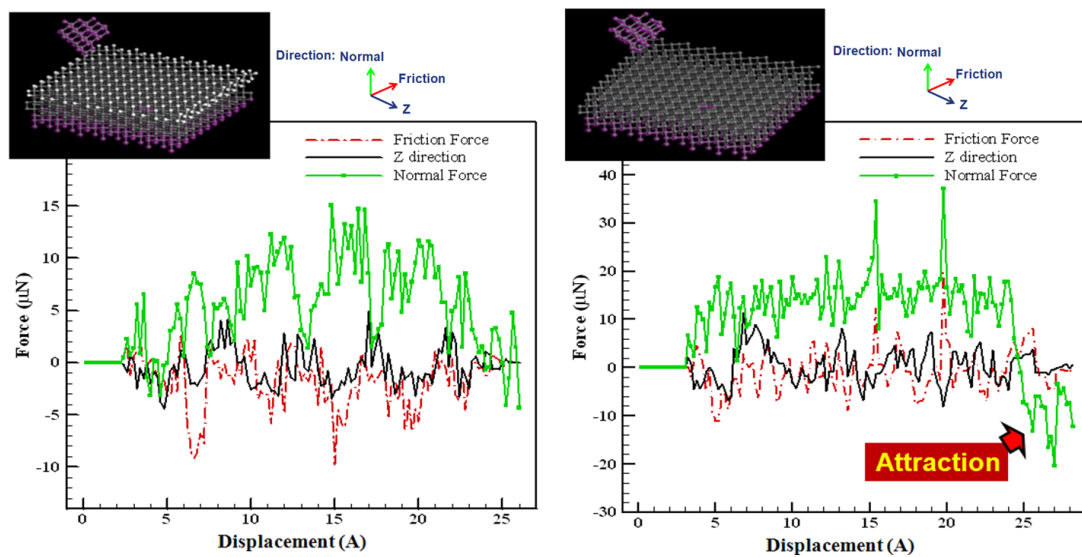 Direction: Normal
Friction
Z
Friction Force
Z direction
Normal Force
15
10
5
0
-5
-10
Force (μN)
0 5 10 15 20 25
Displacement (A)
Direction: Normal
Friction
Z
Friction Force
Z direction
Normal Force
40
30
20
10
0
-10
-20
-30
Force (μN)
Attraction
0 5 10 15 20 25
Displacement (A)